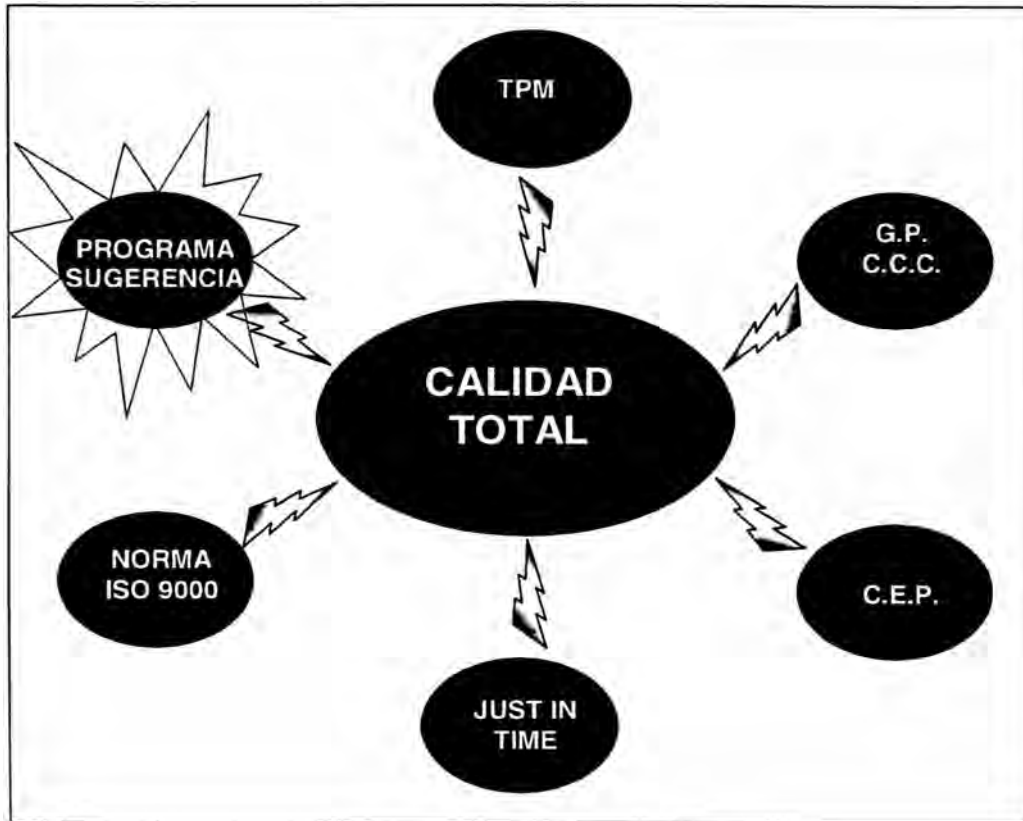 TPM
PROGRAMA
SUGERENCIA
G.P.
C.C.C.
CALIDAD
TOTAL
NORMA
ISO 9000
C.E.P.
JUST IN
TIME